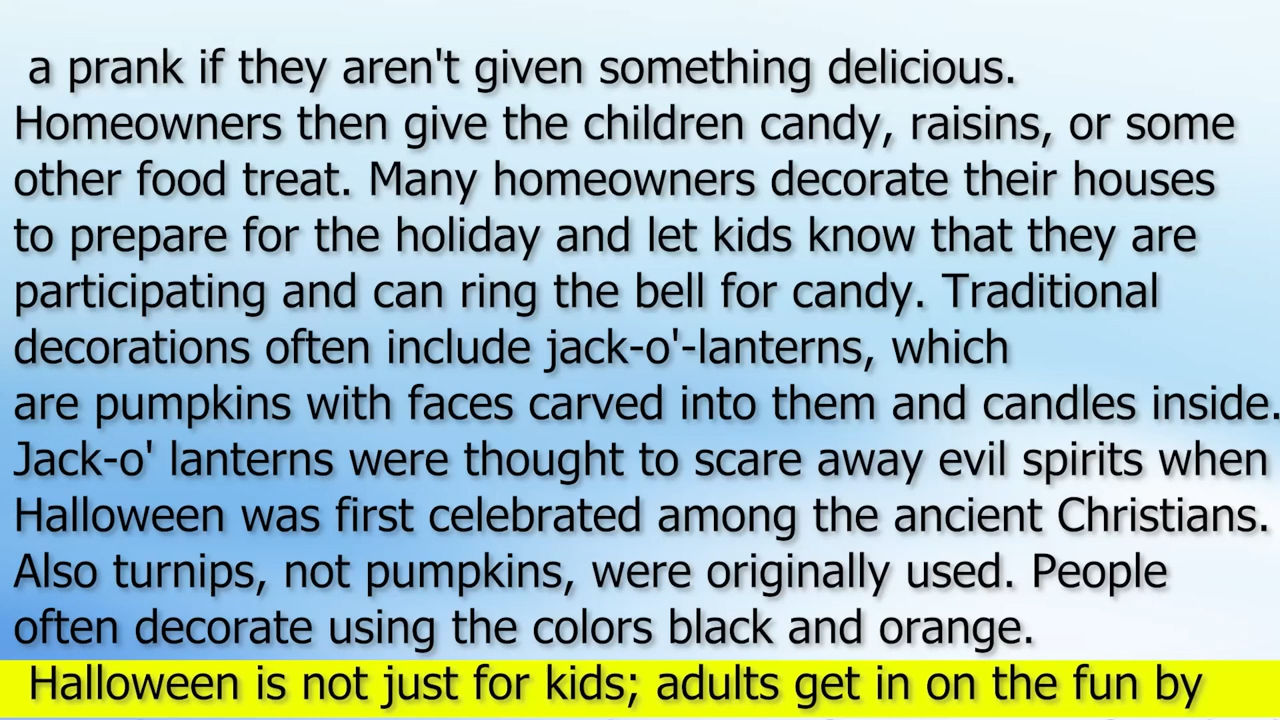 a prank if they aren't given something delicious.
Homeowners then give the children candy, raisins, or some
other food treat. Many homeowners decorate their houses
to prepare for the holiday and let kids know that they are
participating and can ring the bell for candy. Traditional
decorations often include jack-o'-lanterns, which
are pumpkins with faces carved into them and candles inside.
Jack-o' lanterns were thought to scare away evil spirits when
Halloween was first celebrated among the ancient Christians.
Also turnips, not pumpkins, were originally used. People
often decorate using the colors black and orange.
Halloween is not just for kids; adults get in on the fun by